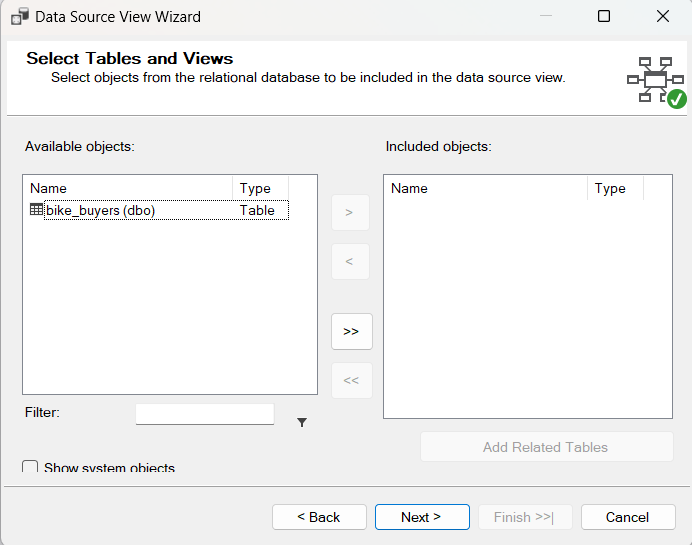 Data Source View Wizard
Select Tables and Views
Select objects from the relational database to be included in the data source view.
Available objects:
Included objects:
Name Type
bike_buyers (dbo) Table
Name Type
>
<
>>
<<
Filter:
Add Related Tables
Show system objects
< Back
Next >
Finish >>|
Cancel